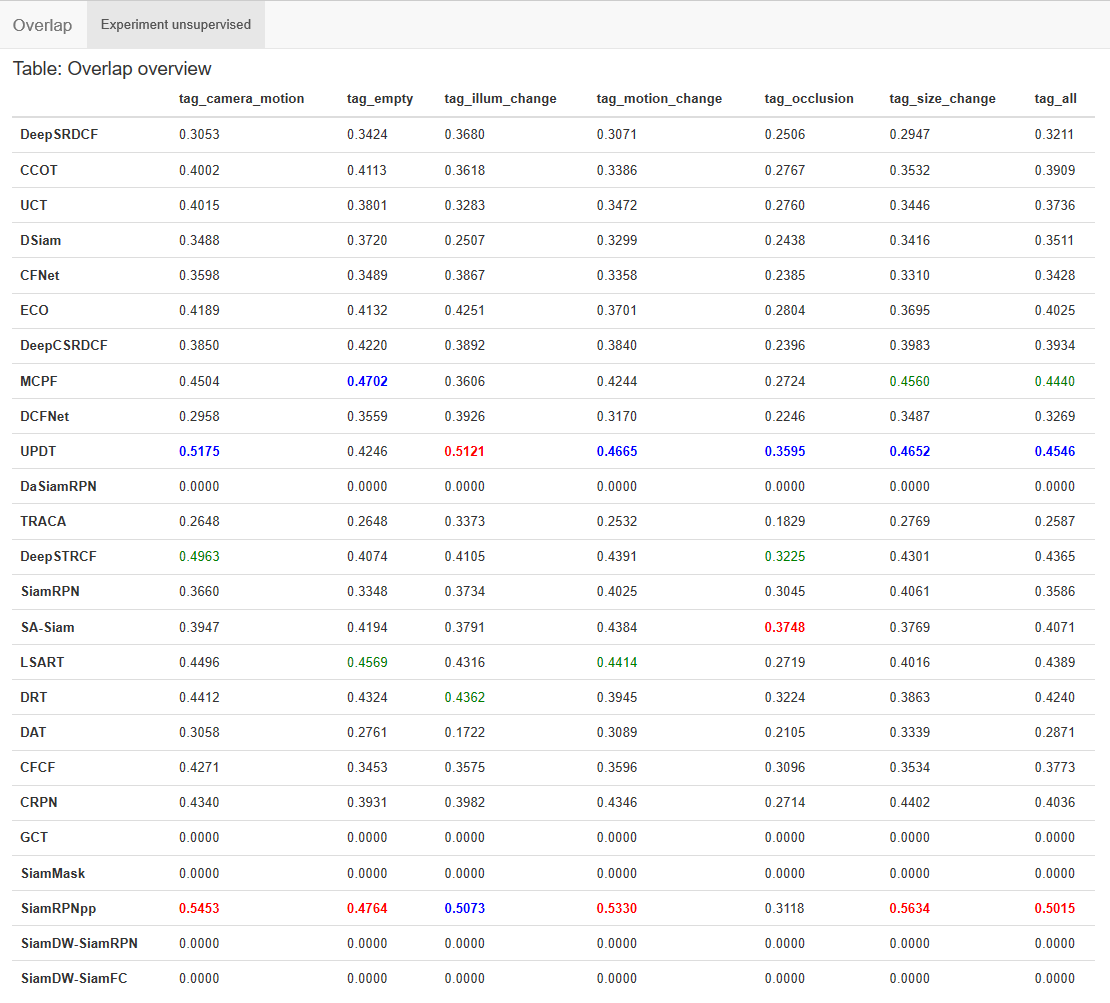 Overlap Experiment unsupervised
Table: Overlap overview
tag_camera_motion tag_empty tag_illum_change tag_motion_change tag_occlusion tag_size_change tag_all
DeepSRDCF 0.3053 0.3424 0.3680 0.3071 0.2506 0.2947 0.3211
CCOT 0.4002 0.4113 0.3618 0.3386 0.2767 0.3532 0.3909
UCT 0.4015 0.3801 0.3283 0.3472 0.2760 0.3446 0.3736
DSiam 0.3488 0.3720 0.2507 0.3299 0.2438 0.3416 0.3511
CFNet 0.3598 0.3489 0.3867 0.3358 0.2385 0.3310 0.3428
ECO 0.4189 0.4132 0.4251 0.3701 0.2804 0.3695 0.4025
DeepCSRDCF 0.3850 0.4220 0.3892 0.3840 0.2396 0.3983 0.3934
MCPF 0.4504 0.4702 0.3606 0.4244 0.2724 0.4560 0.4440
DCFNet 0.2958 0.3559 0.3926 0.3170 0.2246 0.3487 0.3269
UPDT 0.5175 0.4246 0.5121 0.4665 0.3595 0.4652 0.4546
DaSiamRPN 0.0000 0.0000 0.0000 0.0000 0.0000 0.0000 0.0000
TRACA 0.2648 0.2648 0.3373 0.2532 0.1829 0.2769 0.2587
DeepSTRCF 0.4963 0.4074 0.4105 0.4391 0.3225 0.4301 0.4365
SiamRPN 0.3660 0.3348 0.3734 0.4025 0.3045 0.4061 0.3586
SA-Siam 0.3947 0.4194 0.3791 0.4384 0.3748 0.3769 0.4071
LSART 0.4496 0.4569 0.4316 0.4414 0.2719 0.4016 0.4389
DRT 0.4412 0.4324 0.4362 0.3945 0.3224 0.3863 0.4240
DAT 0.3058 0.2761 0.1722 0.3089 0.2105 0.3339 0.2871
CFCF 0.4271 0.3453 0.3575 0.3596 0.3096 0.3534 0.3773
CRPN 0.4340 0.3931 0.3982 0.4346 0.2714 0.4402 0.4036
GCT 0.0000 0.0000 0.0000 0.0000 0.0000 0.0000 0.0000
SiamMask 0.0000 0.0000 0.0000 0.0000 0.0000 0.0000 0.0000
SiamRPNpp 0.5453 0.4764 0.5073 0.5330 0.3118 0.5634 0.5015
SiamDW-SiamRPN 0.0000 0.0000 0.0000 0.0000 0.0000 0.0000 0.0000
SiamDW-SiamFC 0.0000 0.0000 0.0000 0.0000 0.0000 0.0000 0.0000